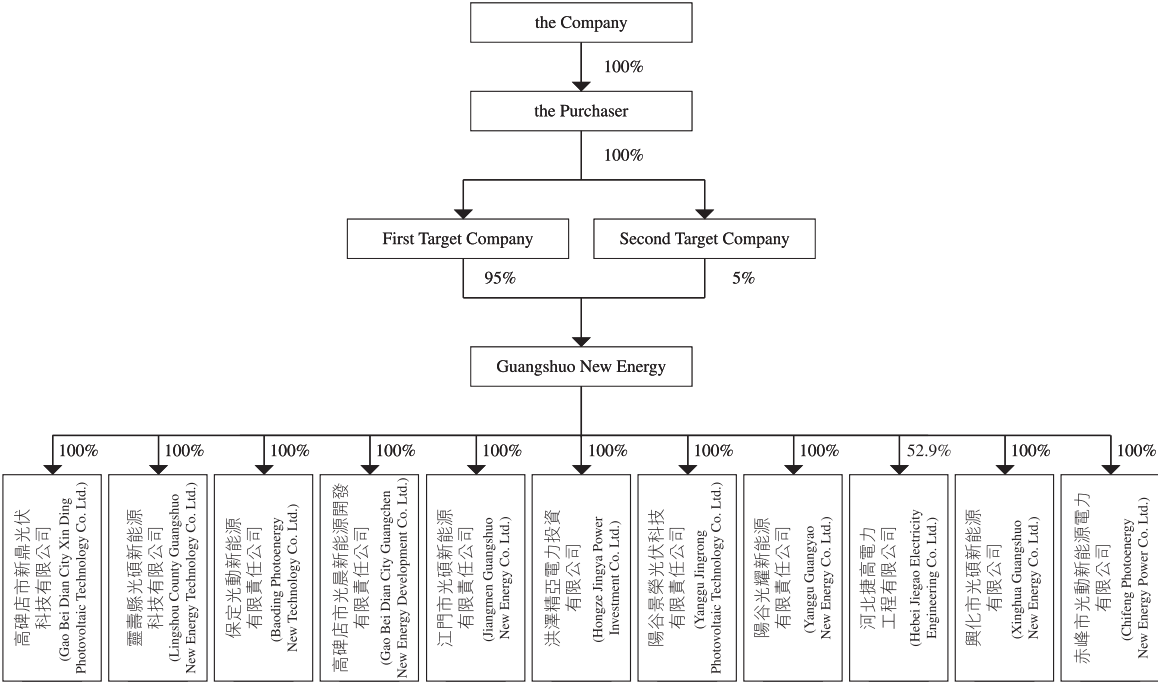 the Company
100%
the Purchaser
100%
First Target Company
Second Target Company
95%
5%
Guangshuo New Energy
100%
100%
100%
100%
100%
100%
100%
100%
52.9%
100%
100%
高碑店市新鼎光伏
科技有限公司
(Gao Bei Dian City Xin Ding
Photovoltaic Technology Co. Ltd.)
靈壽縣光碩新能源
科技有限公司
(Lingshou County Guangshuo
New Energy Technology Co. Ltd.)
保定光動新能源
有限責任公司
(Baoding Photoenergy
New Technology Co. Ltd.)
高碑店市光晨新能源開發
有限責任公司
(Gao Bei Dian City Guangchen
New Energy Development Co. Ltd.)
江門市光碩新能源
有限責任公司
(Jiangmen Guangshuo
New Energy Co. Ltd.)
洪澤精亞電力投資
有限公司
(Hongze Jingya Power
Investment Co. Ltd.)
陽谷景榮光伏科技
有限責任公司
(Yanggu Jingrong
Photovoltaic Technology Co. Ltd.)
陽谷光耀新能源
有限責任公司
(Yanggu Guangyao
New Energy Co. Ltd.)
河北捷高電力
工程有限公司
(Hebei Jiegao Electricity
Engineering Co. Ltd.)
興化市光碩新能源
有限公司
(Xinghua Guangshuo
New Energy Co. Ltd.)
赤峰市光動新能源電力
有限公司
(Chifeng Photoenergy
New Energy Power Co. Ltd.)